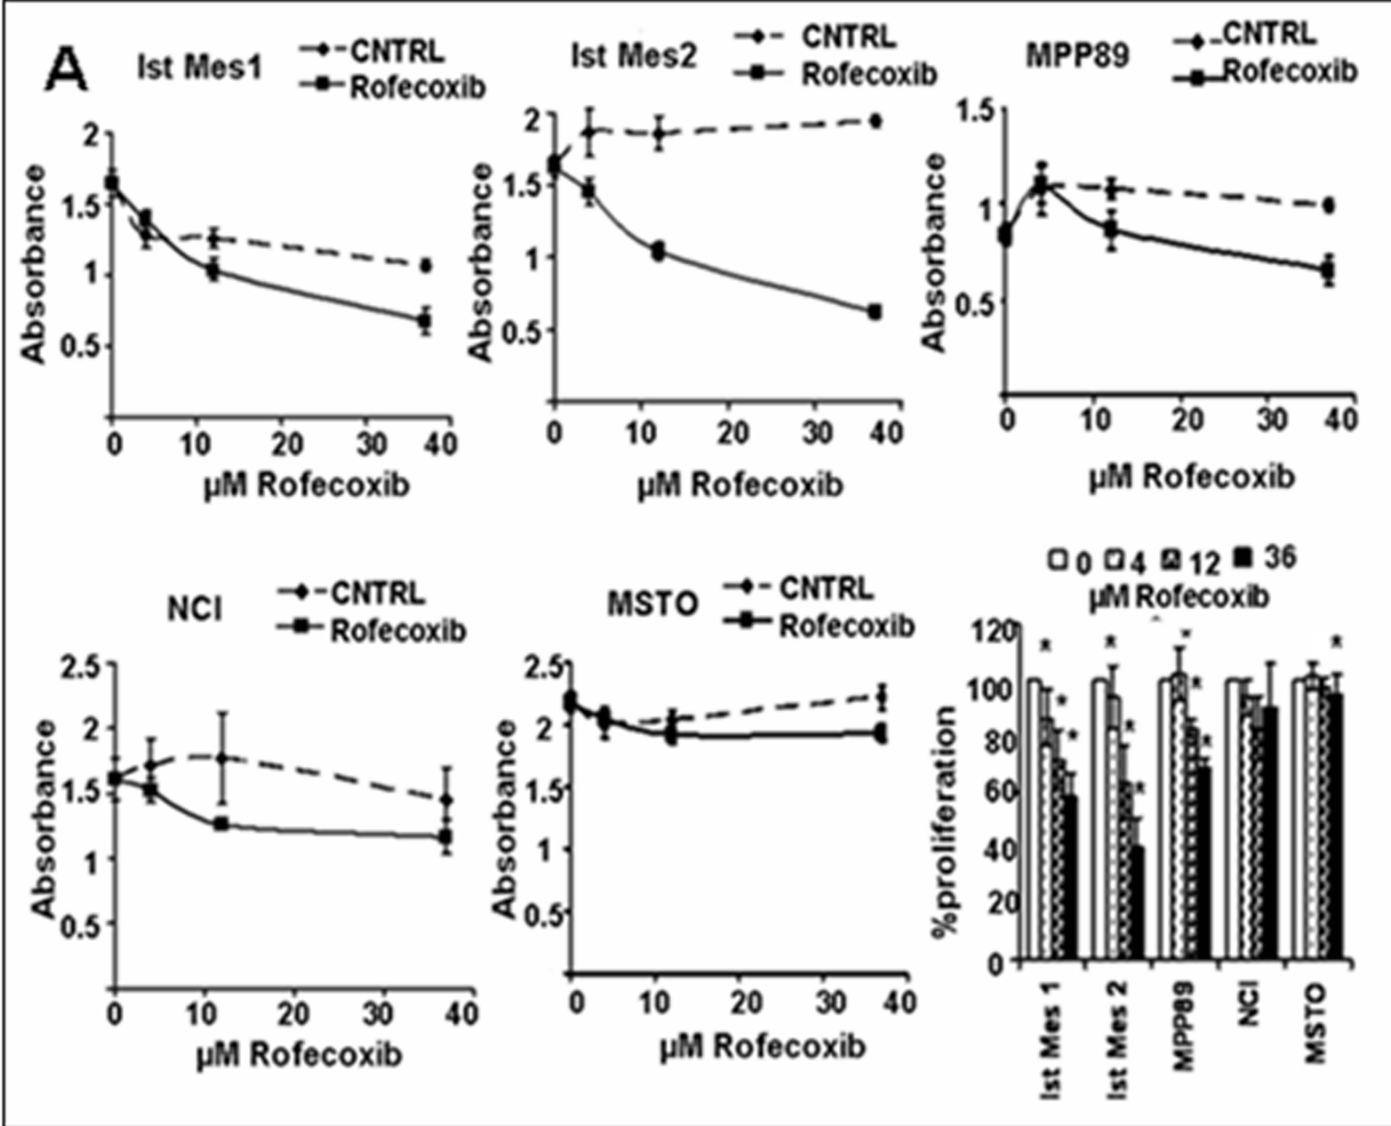 A
Ist Mes1
CNTRL
Rofecoxib
2
1.5
1
0.5
Absorbance
0 10 20 30 40
µM Rofecoxib
Ist Mes2
CNTRL
Rofecoxib
2
1.5
1
0.5
Absorbance
0 10 20 30 40
µM Rofecoxib
MPP89
CNTRL
Rofecoxib
1.5
1
0.5
Absorbance
0 10 20 30 40
µM Rofecoxib
NCI
CNTRL
Rofecoxib
2.5
2
1.5
1
0.5
Absorbance
0 10 20 30 40
µM Rofecoxib
MSTO
CNTRL
Rofecoxib
2.5
2
1.5
1
0.5
Absorbance
0 10 20 30 40
µM Rofecoxib
0 4 12 36
µM Rofecoxib
120
100
80
60
40
20
0
%proliferation
* * * * * * * * * *
Ist Mes 1
Ist Mes 2
MPP89
NCI
MSTO